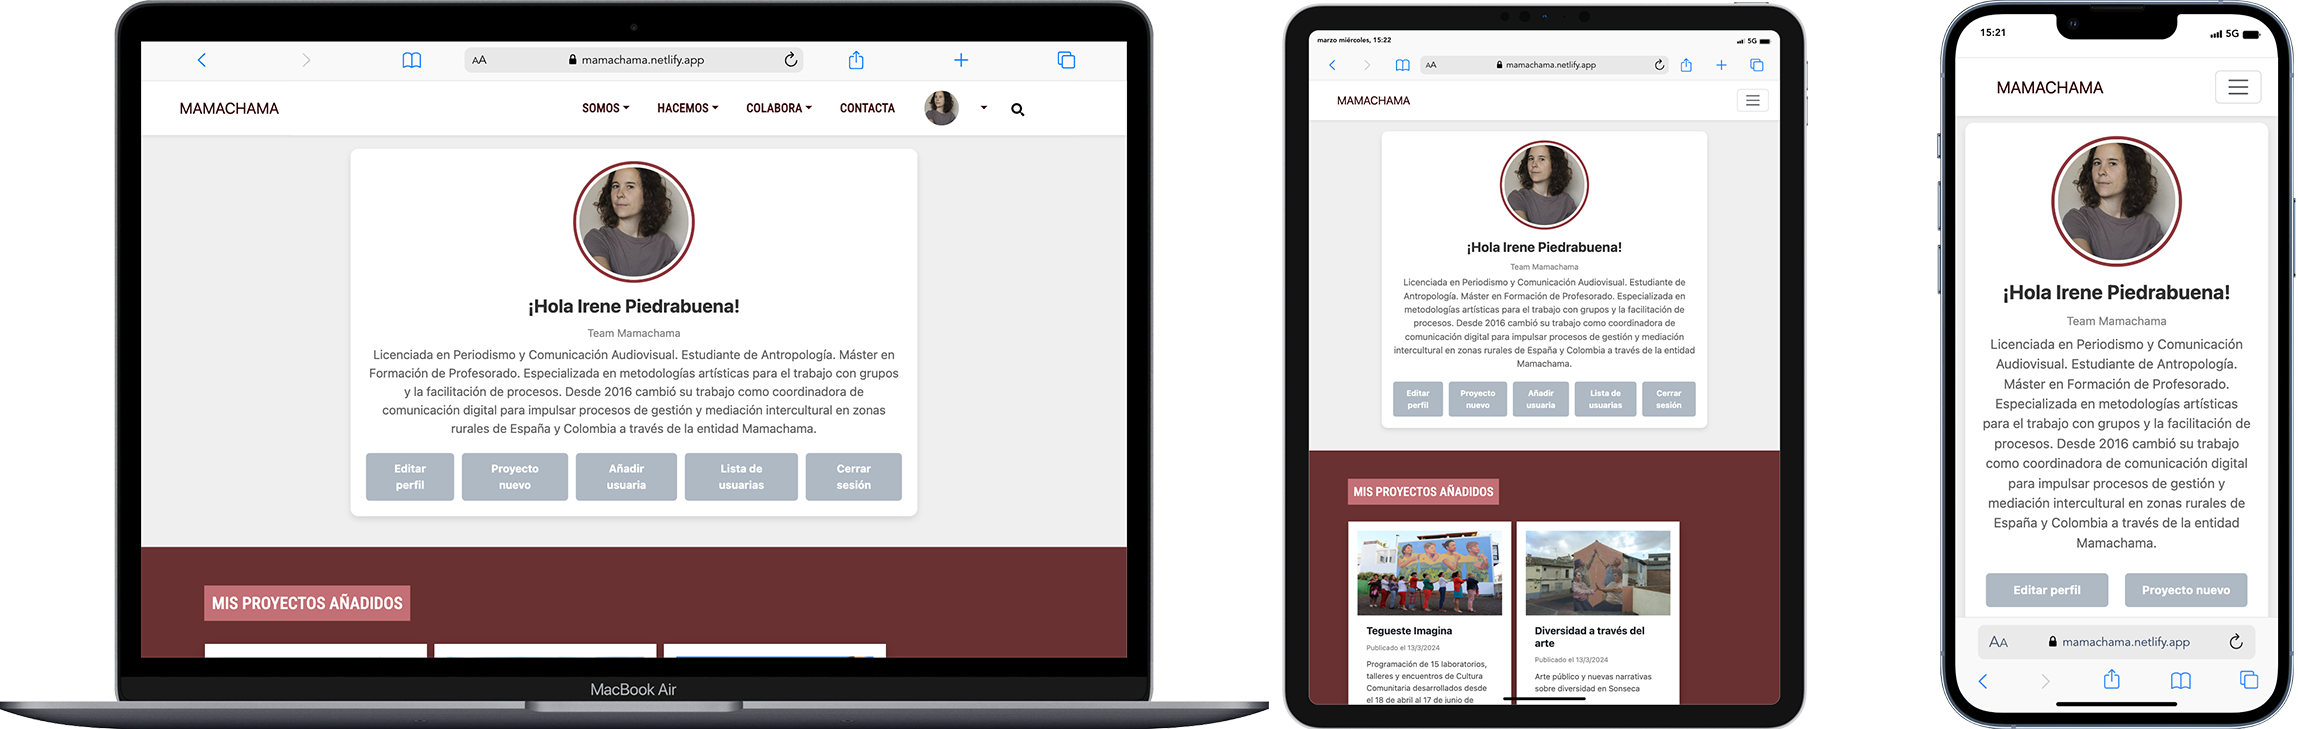 mamachama.netlify.app
MAMACHAMA
SOMOS
HACEMOS
COLABORA
CONTACTA
¡Hola Irene Piedrabuena!
Team Mamachama
Licenciada en Periodismo y Comunicación Audiovisual. Estudiante de Antropología. Máster en
Formación de Profesorado. Especializada en metodologías artísticas para el trabajo con grupos
y la facilitación de procesos. Desde 2016 cambió su trabajo como coordinadora de
comunicación digital para impulsar procesos de gestión y mediación intercultural en zonas
rurales de España y Colombia a través de la entidad Mamachama.
Editar
perfil
Proyecto
nuevo
Añadir
usuaria
Lista de
usuarias
Cerrar
sesión
MIS PROYECTOS AÑADIDOS
MacBook Air
marzo miércoles, 15:22
5G
AA
mamachama.netlify.app
MAMACHAMA
¡Hola Irene Piedrabuena!
Team Mamachama
Licenciada en Periodismo y Comunicación Audiovisual. Estudiante de
Antropología. Máster en Formación de Profesorado. Especializada en
metodologías artísticas para el trabajo con grupos y la facilitación de
procesos. Desde 2016 cambió su trabajo como coordinadora de
comunicación digital para impulsar procesos de gestión y mediación
intercultural en zonas rurales de España y Colombia a través de la entidad
Mamachama.
Editar
perfil
Proyecto
nuevo
Añadir
usuaria
Lista de
usuarias
Cerrar
sesión
MIS PROYECTOS AÑADIDOS
Tegueste Imagina
Publicado el 13/3/2024
Programación de 15 laboratorios,
talleres y encuentros de Cultura
Comunitaria desarrollados desde
el 18 de abril al 17 de junio de
Diversidad a través del
arte
Publicado el 13/3/2024
Arte público y nuevas narrativas
sobre diversidad en Sonseca
15:21
5G
MAMACHAMA
¡Hola Irene Piedrabuena!
Team Mamachama
Licenciada en Periodismo y Comunicación
Audiovisual. Estudiante de Antropología.
Máster en Formación de Profesorado.
Especializada en metodologías artísticas
para el trabajo con grupos y la facilitación de
procesos. Desde 2016 cambió su trabajo
como coordinadora de comunicación digital
para impulsar procesos de gestión y
mediación intercultural en zonas rurales de
España y Colombia a través de la entidad
Mamachama.
Editar perfil
Proyecto nuevo
AA
mamachama.netlify.app